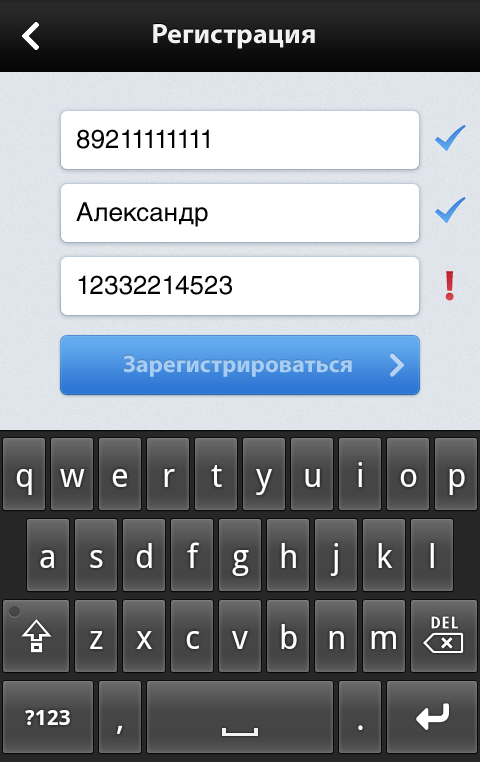 Регистрация
89211111111
Александр
12332214523
Зарегистрироваться
q w e r t y u i o p
a s d f g h j k l
z x c v b n m DEL
?123 , .